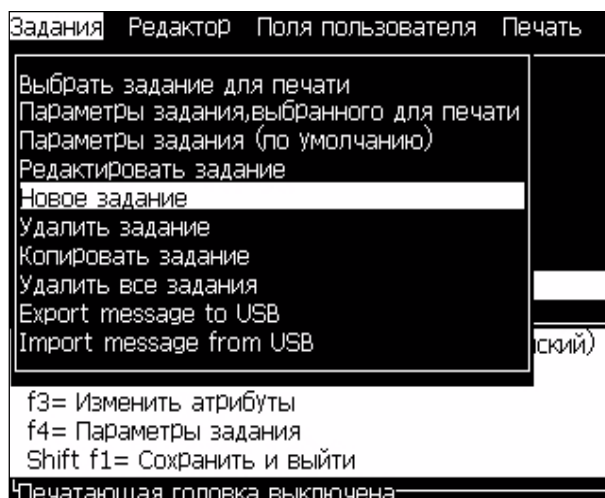 Задания Редактор Поля пользователя Печать
Выбрать задание для печати
Параметры задания,выбранного для печати
Параметры задания (по умолчанию)
Редактировать задание
Новое задание
Удалить задание
Копировать задание
Удалить все задания
Export message to USB
Import message from USB
ский)
f3= Изменить атрибуты
f4= Параметры задания
Shift f1= Сохранить и выйти
Печатающая головка выключена